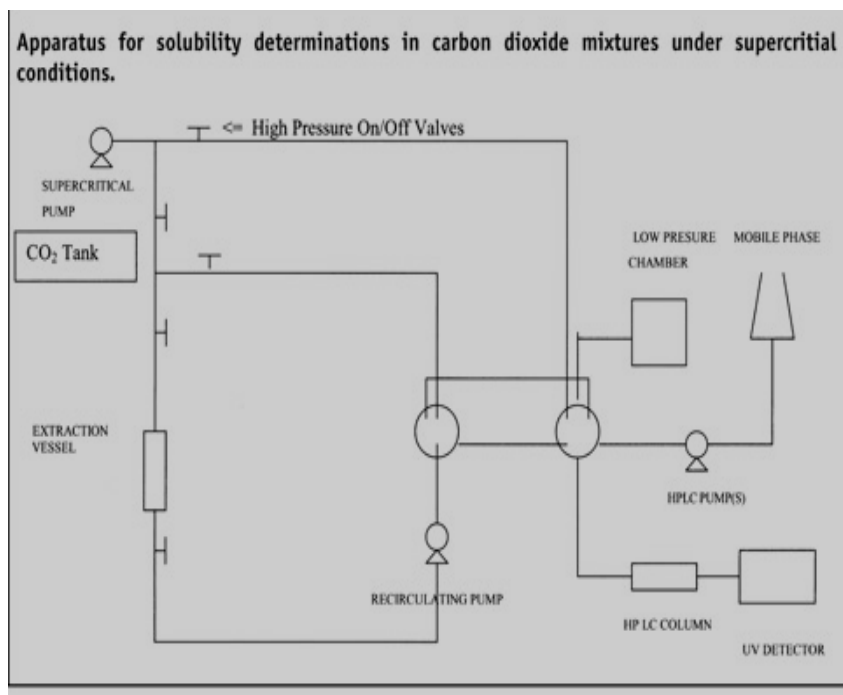 Apparatus for solubility determinations in carbon dioxide mixtures under supercritial
conditions.
<= High Pressure On/Off Valves
SUPERCRITICAL
PUMP
CO₂ Tank
LOW PRESURE
CHAMBER
MOBILE PHASE
EXTRACTION
VESSEL
HPLC PUMP(S)
RECIRCULATING PUMP
HP LC COLUMN
UV DETECTOR